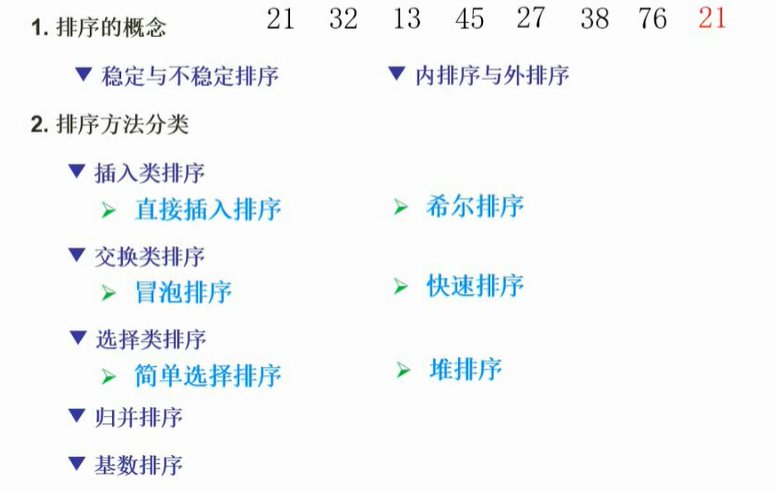 1. 排序的概念 21 32 13 45 27 38 76 21
▼ 稳定与不稳定排序 ▼ 内排序与外排序
2. 排序方法分类
▼ 插入类排序
➢ 直接插入排序 ➢ 希尔排序
▼ 交换类排序
➢ 冒泡排序 ➢ 快速排序
▼ 选择类排序
➢ 简单选择排序 ➢ 堆排序
▼ 归并排序
▼ 基数排序